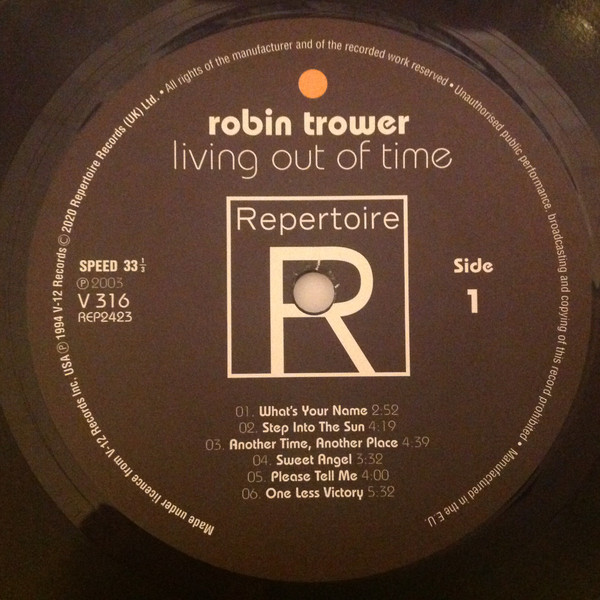 Made under licence from V-12 Records Inc. USA ℗ 1994 V-12 Records © 2020 Repertoire Records (UK) Ltd. • All rights of the manufacturer and of the recorded work reserved • Unauthorised public performance, broadcasting and copying of this record prohibited • Manufactured in the E.U.
robin trower
living out of time
Repertoire
R
SPEED 33 1/3
℗ 2003
V 316
REP2423
Side
1
01. What's Your Name 2:52
02. Step Into The Sun 4:19
03. Another Time, Another Place 4:39
04. Sweet Angel 3:32
05. Please Tell Me 4:00
06. One Less Victory 5:32